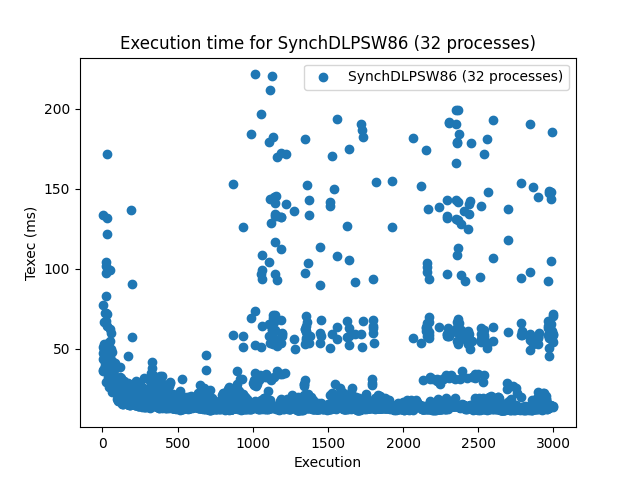 Execution time for SynchDLPSW86 (32 processes)
SynchDLPSW86 (32 processes)
Texec (ms)
200
150
100
50
0
500
1000
1500
2000
2500
3000
Execution